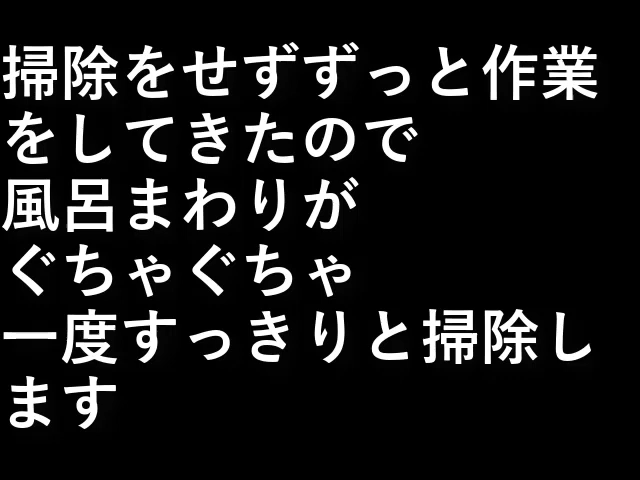 掃除をせずずっと作業
をしてきたので
風呂まわりが
ぐちゃぐちゃ
一度すっきりと掃除し
ます